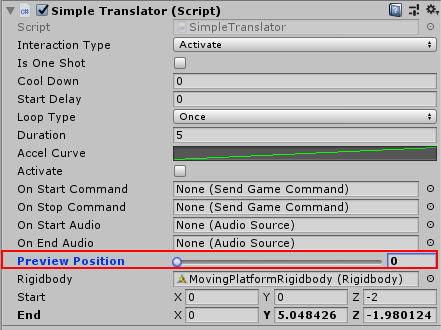 Simple Translator (Script)
Script SimpleTranslator
Interaction Type Activate
Is One Shot
Cool Down 0
Start Delay 0
Loop Type Once
Duration 5
Accel Curve
Activate
On Start Command None (Send Game Command)
On Stop Command None (Send Game Command)
On Start Audio None (Audio Source)
On End Audio None (Audio Source)
Preview Position 0
Rigidbody MovingPlatformRigidbody (Rigidbody)
Start X 0 Y 0 Z -2
End X 0 Y 5.048426 Z -1.980124